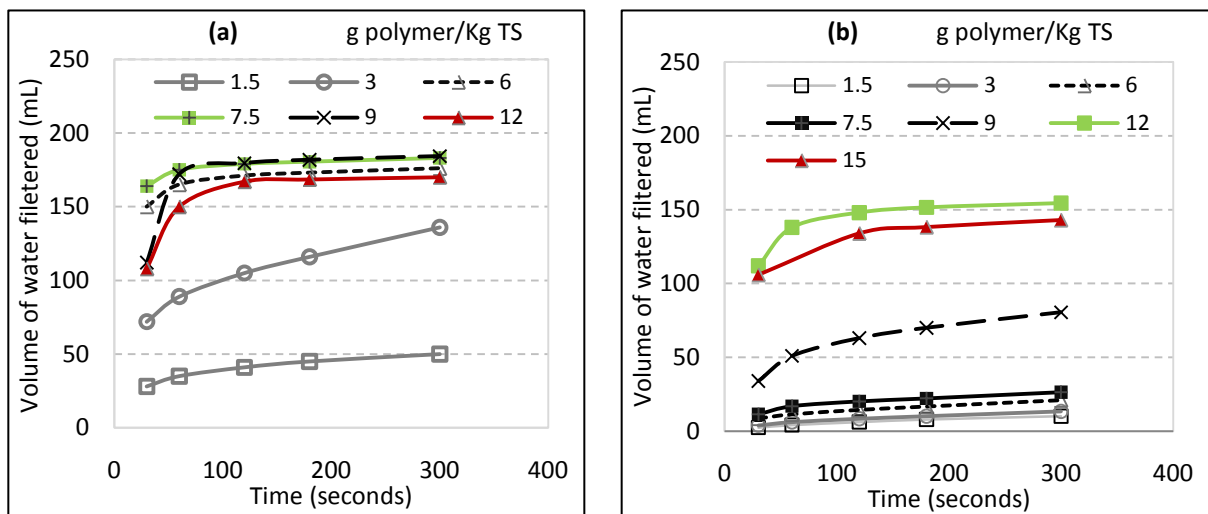 (a) g polymer/Kg TS
Volume of water filetered (mL)
250
200
150
100
50
0
1.5 3 6
7.5 9 12
0 100 200 300 400
Time (seconds)
(b) g polymer/Kg TS
Volume of water filtered (mL)
250
200
150
100
50
0
1.5 3 6
7.5 9 12
15
0 100 200 300 400
Time (seconds)